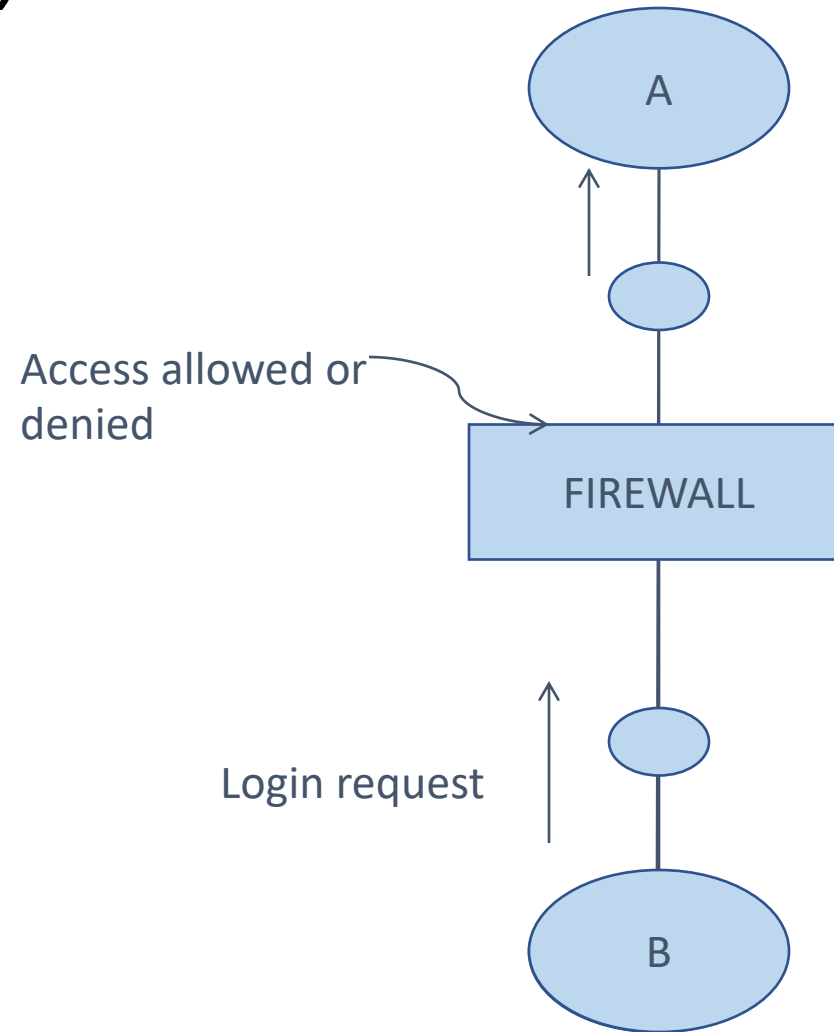 A
Access allowed or
denied
FIREWALL
Login request
B